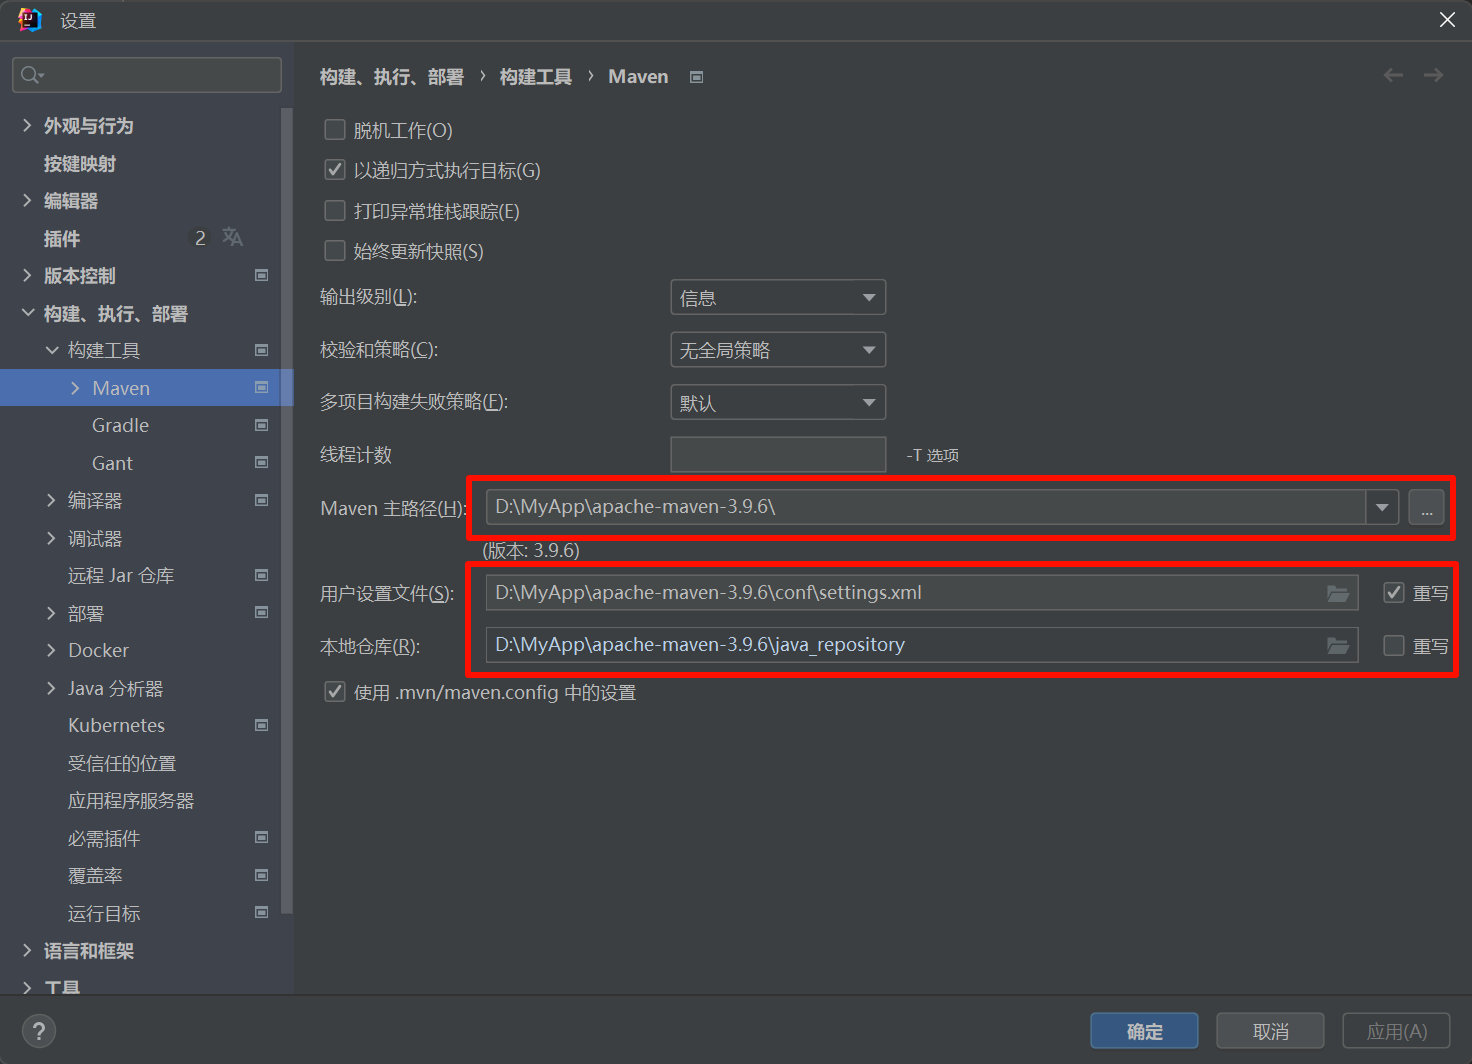 设置
构建、执行、部署 › 构建工具 › Maven
外观与行为
按键映射
编辑器
插件 2
版本控制
构建、执行、部署
构建工具
Maven
Gradle
Gant
编译器
调试器
远程 Jar 仓库
部署
Docker
Java 分析器
Kubernetes
受信任的位置
应用程序服务器
必需插件
覆盖率
运行目标
语言和框架
工具
脱机工作(O)
以递归方式执行目标(G)
打印异常堆栈跟踪(E)
始终更新快照(S)
输出级别(L): 信息
校验和策略(C): 无全局策略
多项目构建失败策略(F): 默认
线程计数 -T 选项
Maven 主路径(H): D:\MyApp\apache-maven-3.9.6\ ...
(版本: 3.9.6)
用户设置文件(S): D:\MyApp\apache-maven-3.9.6\conf\settings.xml 重写
本地仓库(R): D:\MyApp\apache-maven-3.9.6\java_repository 重写
使用 .mvn/maven.config 中的设置
? 确定 取消 应用(A)